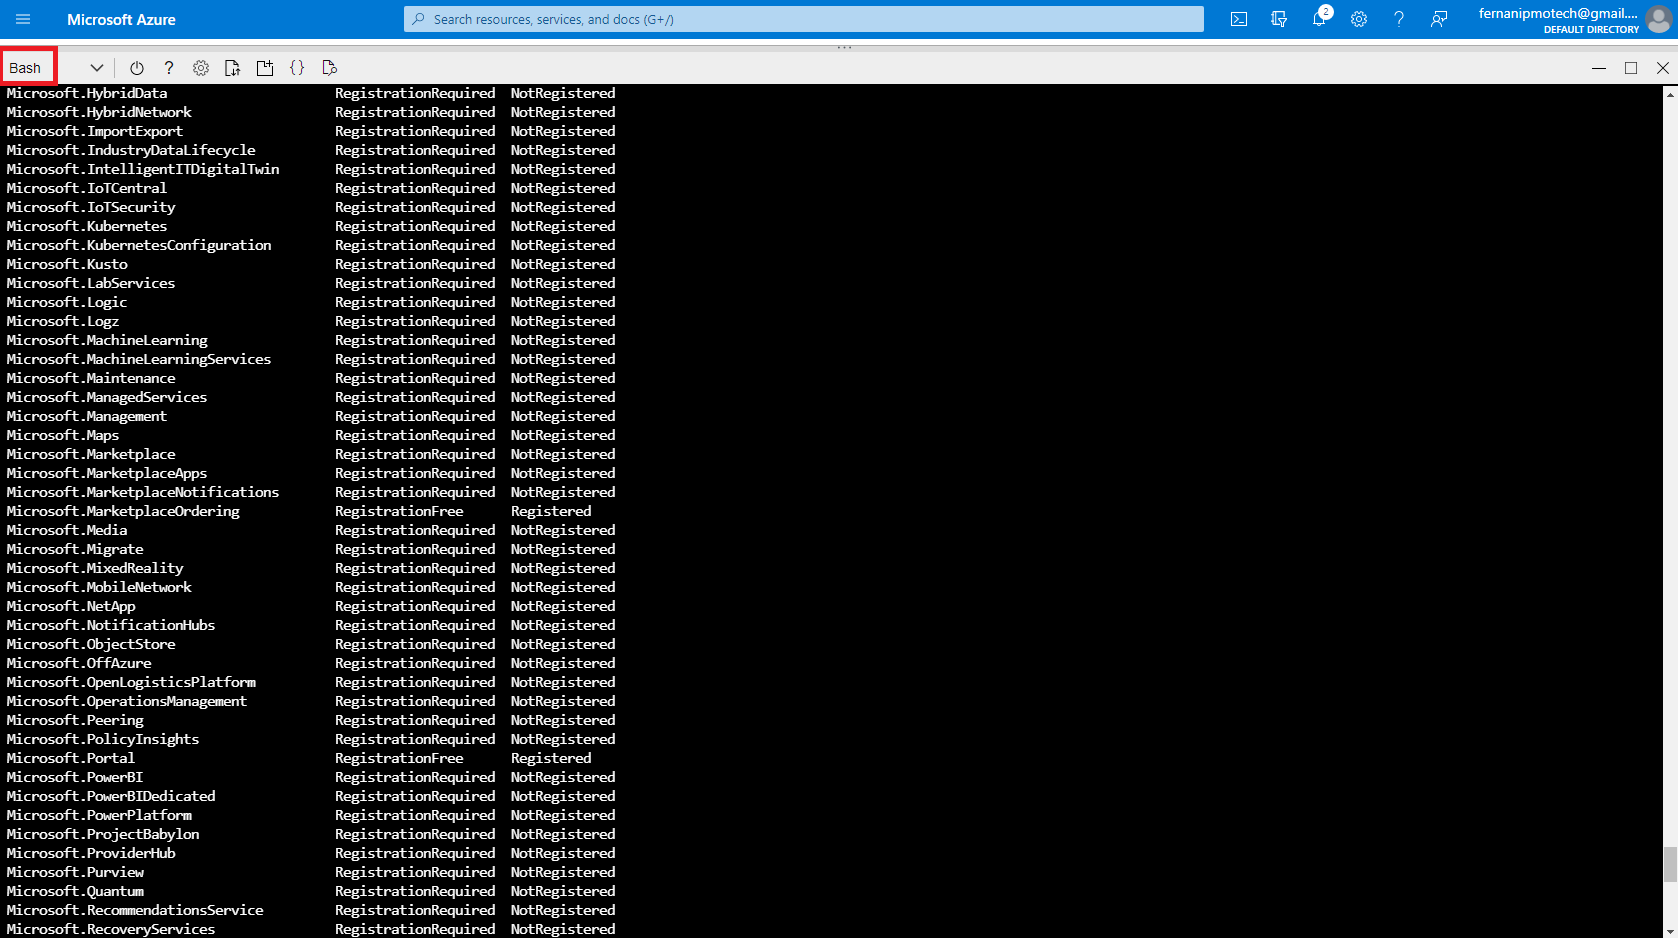 Microsoft Azure
Search resources, services, and docs (G+/)
2
fernanipmotech@gmail....
DEFAULT DIRECTORY
Bash
Microsoft.HybridData RegistrationRequired NotRegistered
Microsoft.HybridNetwork RegistrationRequired NotRegistered
Microsoft.ImportExport RegistrationRequired NotRegistered
Microsoft.IndustryDataLifecycle RegistrationRequired NotRegistered
Microsoft.IntelligentITDigitalTwin RegistrationRequired NotRegistered
Microsoft.IoTCentral RegistrationRequired NotRegistered
Microsoft.IoTSecurity RegistrationRequired NotRegistered
Microsoft.Kubernetes RegistrationRequired NotRegistered
Microsoft.KubernetesConfiguration RegistrationRequired NotRegistered
Microsoft.Kusto RegistrationRequired NotRegistered
Microsoft.LabServices RegistrationRequired NotRegistered
Microsoft.Logic RegistrationRequired NotRegistered
Microsoft.Logz RegistrationRequired NotRegistered
Microsoft.MachineLearning RegistrationRequired NotRegistered
Microsoft.MachineLearningServices RegistrationRequired NotRegistered
Microsoft.Maintenance RegistrationRequired NotRegistered
Microsoft.ManagedServices RegistrationRequired NotRegistered
Microsoft.Management RegistrationRequired NotRegistered
Microsoft.Maps RegistrationRequired NotRegistered
Microsoft.Marketplace RegistrationRequired NotRegistered
Microsoft.MarketplaceApps RegistrationRequired NotRegistered
Microsoft.MarketplaceNotifications RegistrationRequired NotRegistered
Microsoft.MarketplaceOrdering RegistrationFree Registered
Microsoft.Media RegistrationRequired NotRegistered
Microsoft.Migrate RegistrationRequired NotRegistered
Microsoft.MixedReality RegistrationRequired NotRegistered
Microsoft.MobileNetwork RegistrationRequired NotRegistered
Microsoft.NetApp RegistrationRequired NotRegistered
Microsoft.NotificationHubs RegistrationRequired NotRegistered
Microsoft.ObjectStore RegistrationRequired NotRegistered
Microsoft.OffAzure RegistrationRequired NotRegistered
Microsoft.OpenLogisticsPlatform RegistrationRequired NotRegistered
Microsoft.OperationsManagement RegistrationRequired NotRegistered
Microsoft.Peering RegistrationRequired NotRegistered
Microsoft.PolicyInsights RegistrationRequired NotRegistered
Microsoft.Portal RegistrationFree Registered
Microsoft.PowerBI RegistrationRequired NotRegistered
Microsoft.PowerBIDedicated RegistrationRequired NotRegistered
Microsoft.PowerPlatform RegistrationRequired NotRegistered
Microsoft.ProjectBabylon RegistrationRequired NotRegistered
Microsoft.ProviderHub RegistrationRequired NotRegistered
Microsoft.Purview RegistrationRequired NotRegistered
Microsoft.Quantum RegistrationRequired NotRegistered
Microsoft.RecommendationsService RegistrationRequired NotRegistered
Microsoft.RecoveryServices RegistrationRequired NotRegistered